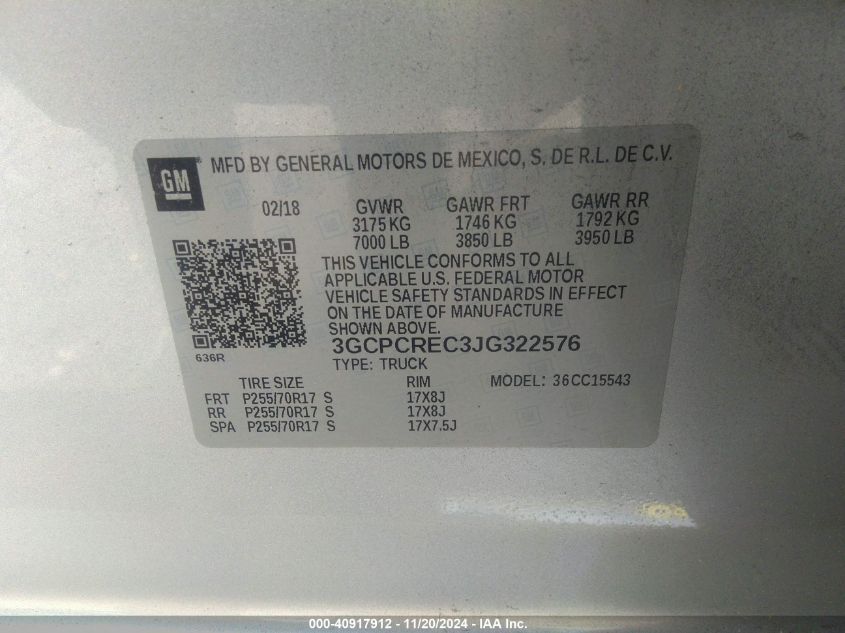 GM
MFD BY GENERAL MOTORS DE MEXICO, S. DE R.L. DE C.V.
02/18 GVWR GAWR FRT GAWR RR
3175 KG 1746 KG 1792 KG
7000 LB 3850 LB 3950 LB
THIS VEHICLE CONFORMS TO ALL
APPLICABLE U.S. FEDERAL MOTOR
VEHICLE SAFETY STANDARDS IN EFFECT
ON THE DATE OF MANUFACTURE
SHOWN ABOVE.
636R
3GCPCREC3JG322576
TYPE: TRUCK
TIRE SIZE RIM MODEL: 36CC15543
FRT P255/70R17 S 17X8J
RR P255/70R17 S 17X8J
SPA P255/70R17 S 17X7.5J
000-40917912 - 11/20/2024 - IAA Inc.